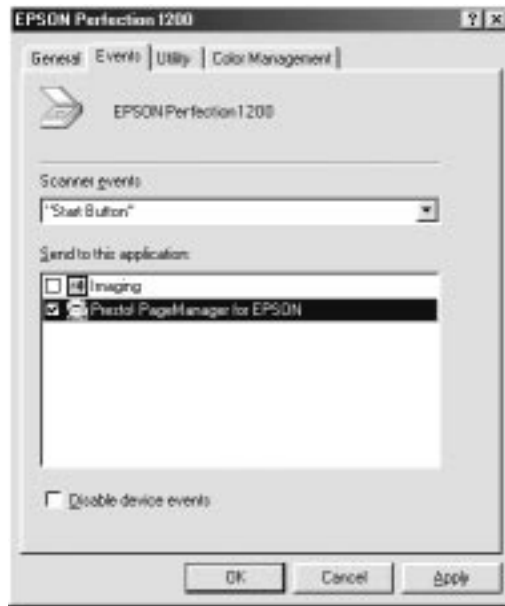 EPSON Perfection 1200
General Events Utility Color Management
EPSON Perfection 1200
Scanner events
"Start Button"
Send to this application:
Imaging
Presto! PageManager for EPSON
Disable device events
OK Cancel Apply